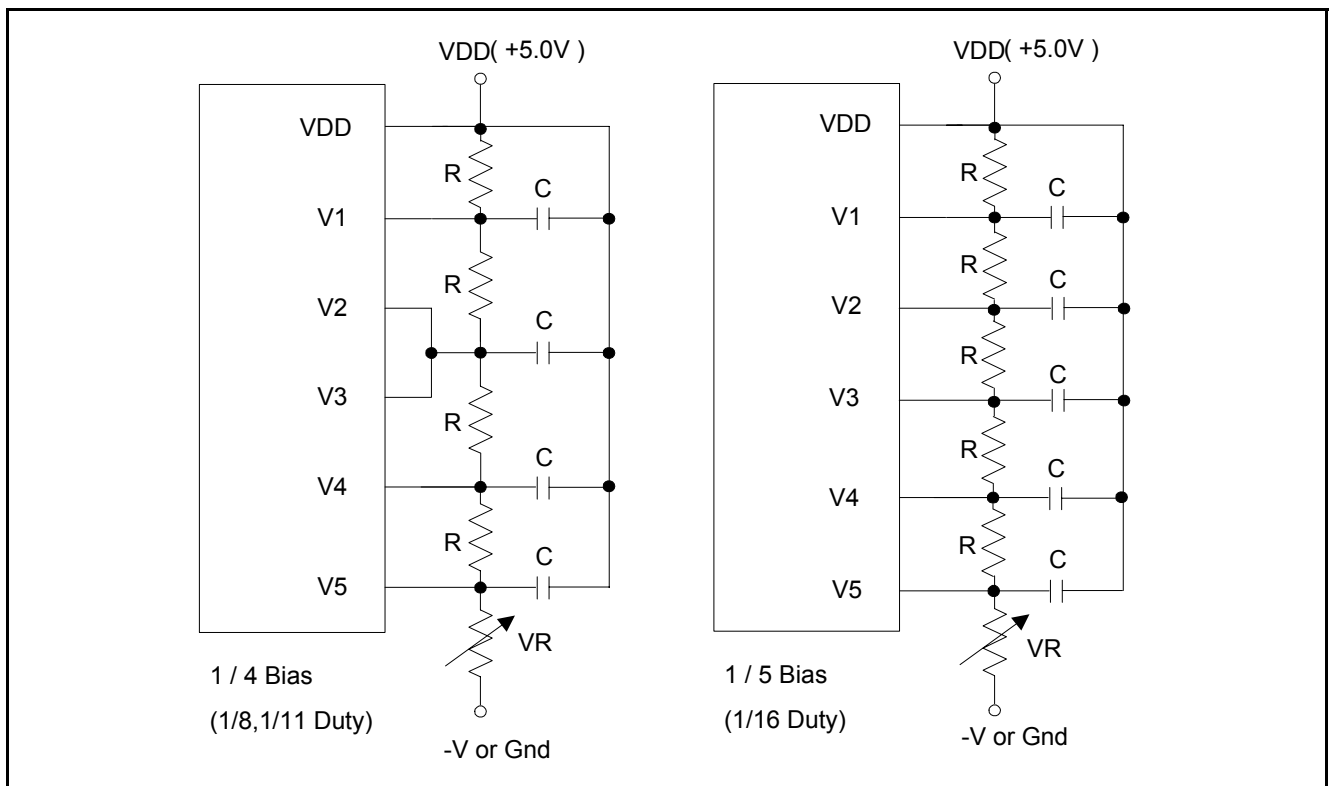 VDD( +5.0V )
VDD
R
C
V1
R
V2
C
V3
R
C
V4
R
C
V5
VR
1 / 4 Bias
(1/8,1/11 Duty)
-V or Gnd
VDD( +5.0V )
VDD
R
C
V1
R
C
V2
R
C
V3
R
C
V4
R
C
V5
VR
1 / 5 Bias
(1/16 Duty)
-V or Gnd